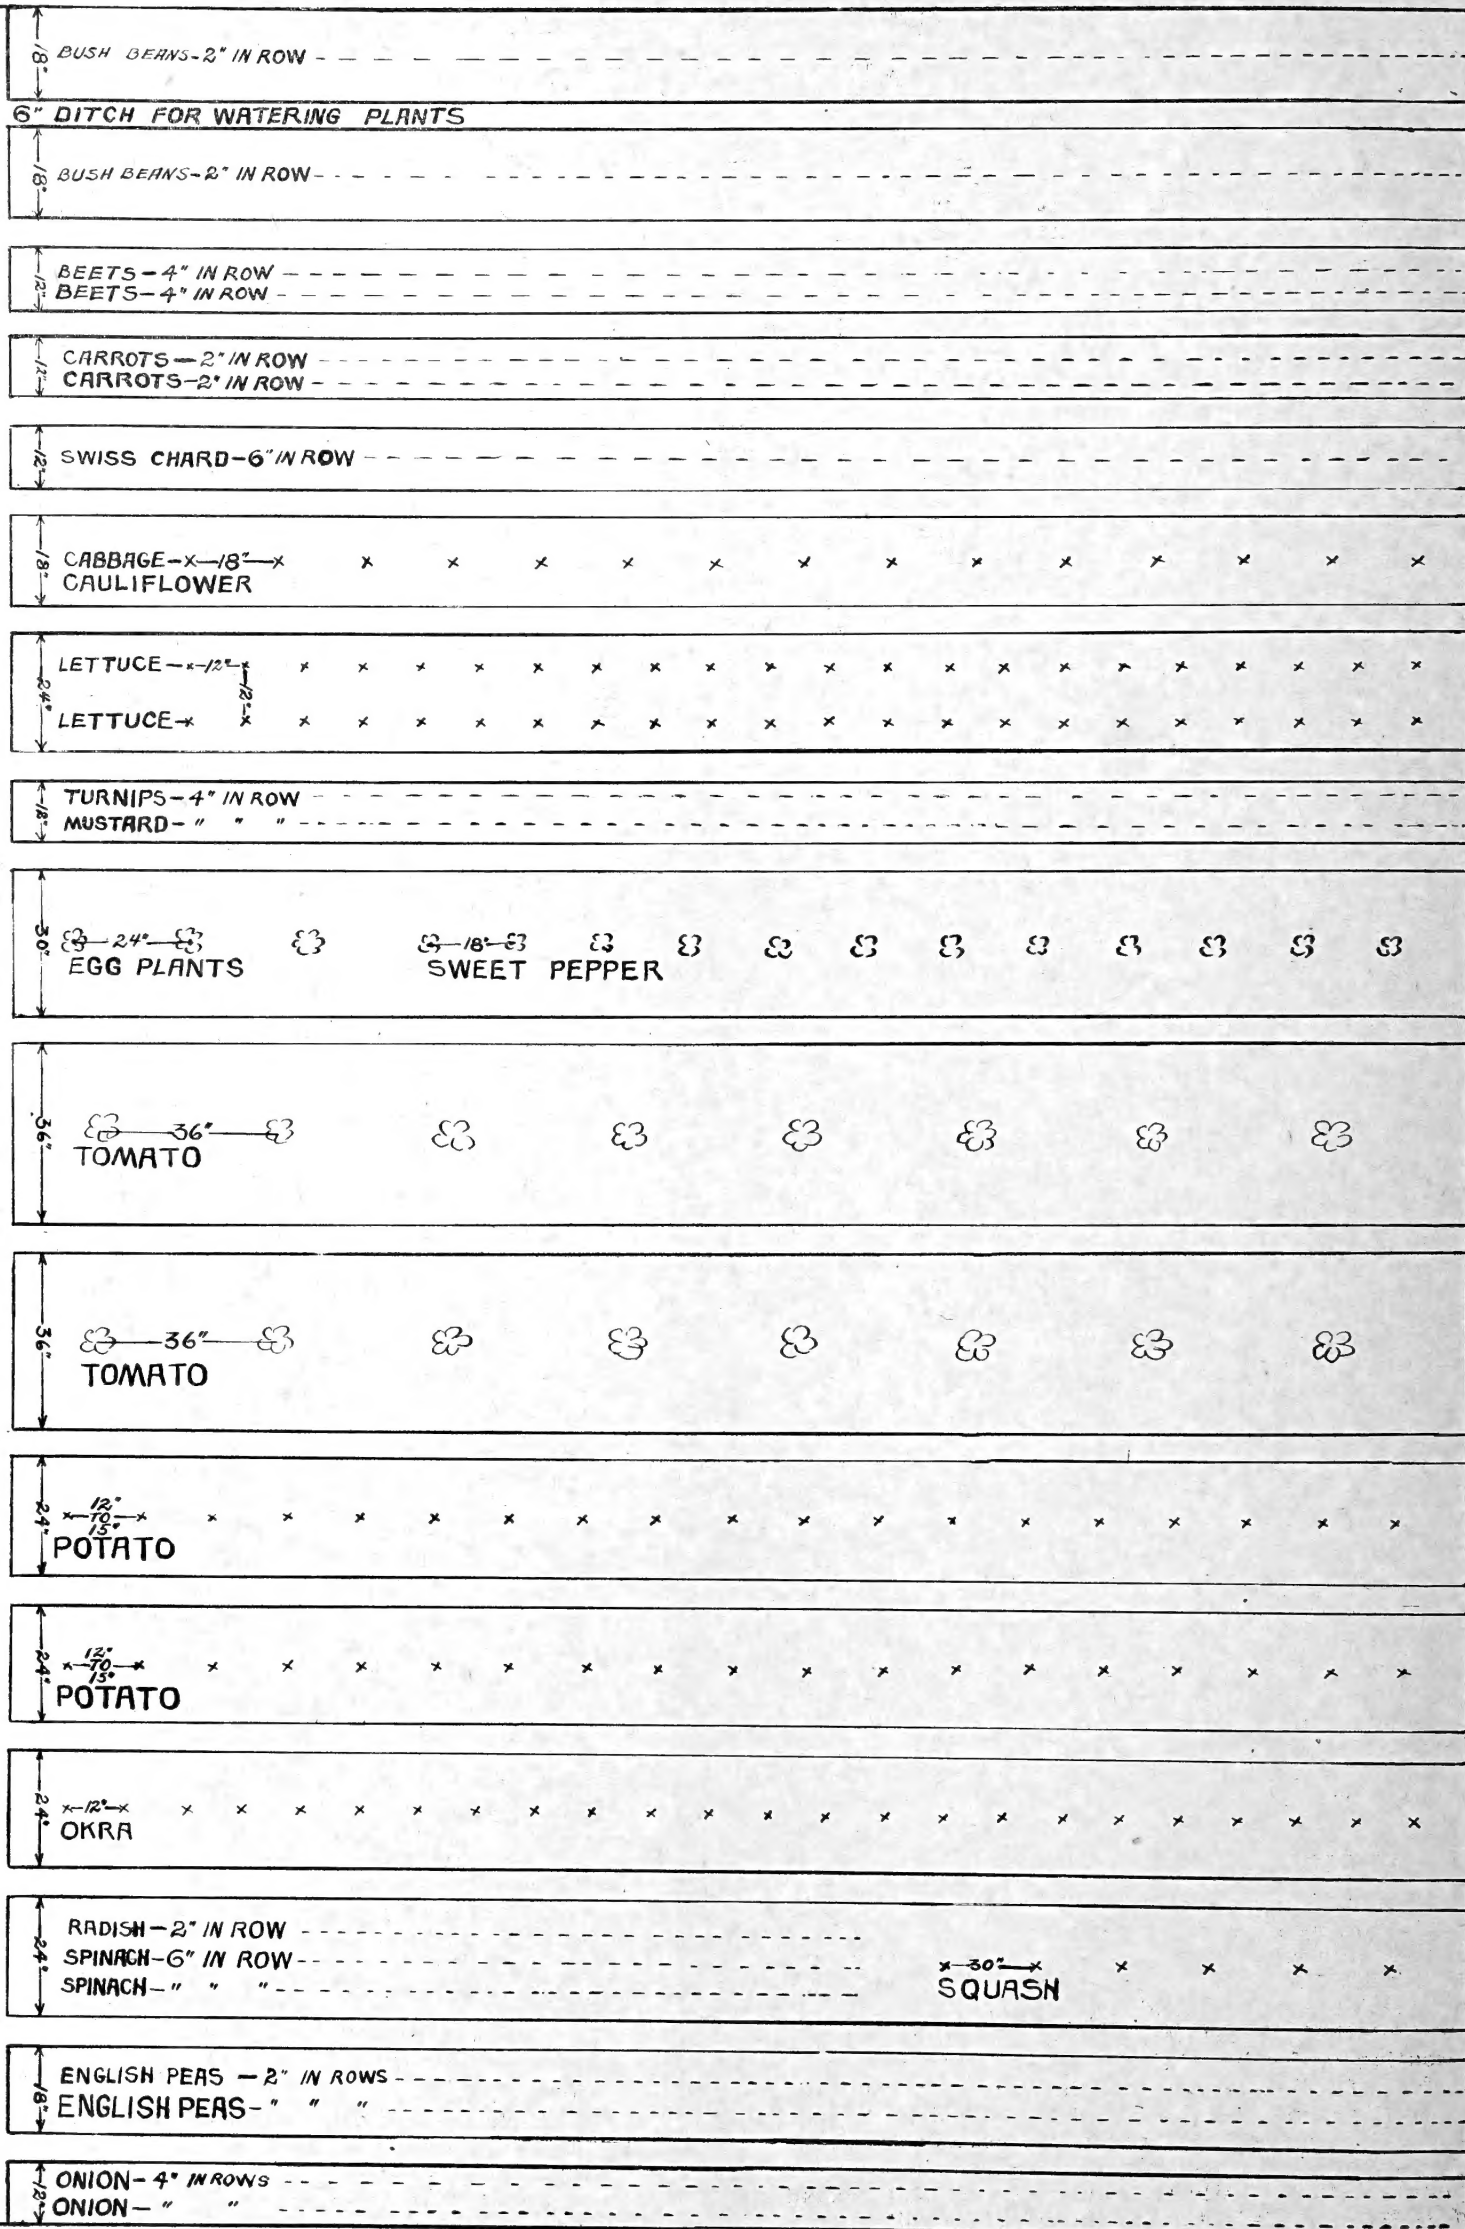 18" BUSH BEANS-2" IN ROW
6" DITCH FOR WATERING PLANTS
18" BUSH BEANS-2" IN ROW
12" BEETS-4" IN ROW
BEETS-4" IN ROW
12" CARROTS-2" IN ROW
CARROTS-2" IN ROW
12" SWISS CHARD-6" IN ROW
18" CABBAGE-x-18"-x x x x x x x x x x x x x x
CAULIFLOWER
24" LETTUCE-x-12"-x x x x x x x x x x x x x x x x x x x x x
12"
LETTUCE-x x x x x x x x x x x x x x x x x x x x x x
18" TURNIPS-4" IN ROW
MUSTARD- " " "
30" 24" 18"
EGG PLANTS SWEET PEPPER
36" 36"
TOMATO
36" 36"
TOMATO
24" x-12" TO 15"-x x x x x x x x x x x x x x x x x x
POTATO
24" x-12" TO 15"-x x x x x x x x x x x x x x x x x x
POTATO
24" x-12"-x x x x x x x x x x x x x x x x x x x x x x x
OKRA
24" RADISH-2" IN ROW
SPINACH-6" IN ROW
SPINACH- " " "
x-30"-x x x x x
SQUASH
18" ENGLISH PEAS -2" IN ROWS
ENGLISH PEAS- " " "
12" ONION-4" IN ROWS
ONION- " "